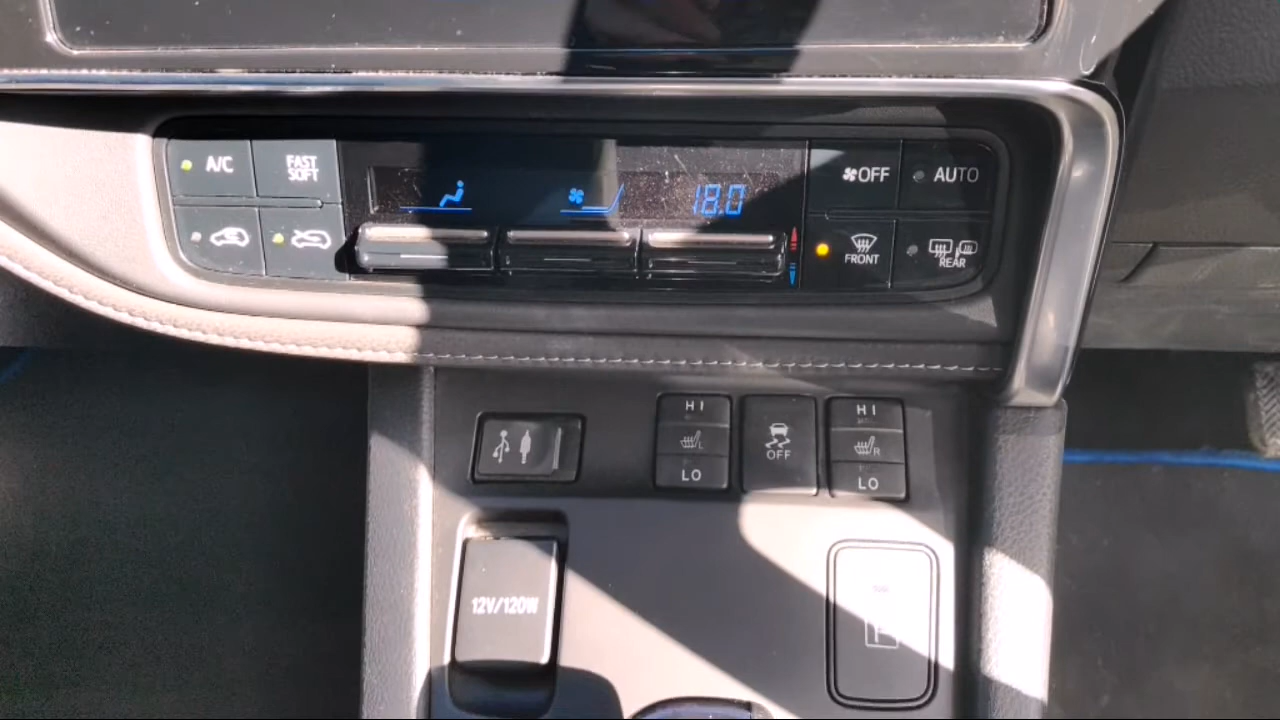 A/C
FAST
SOFT
18.0
OFF
AUTO
FRONT
REAR
HI
L
LO
OFF
HI
R
LO
12V/120W